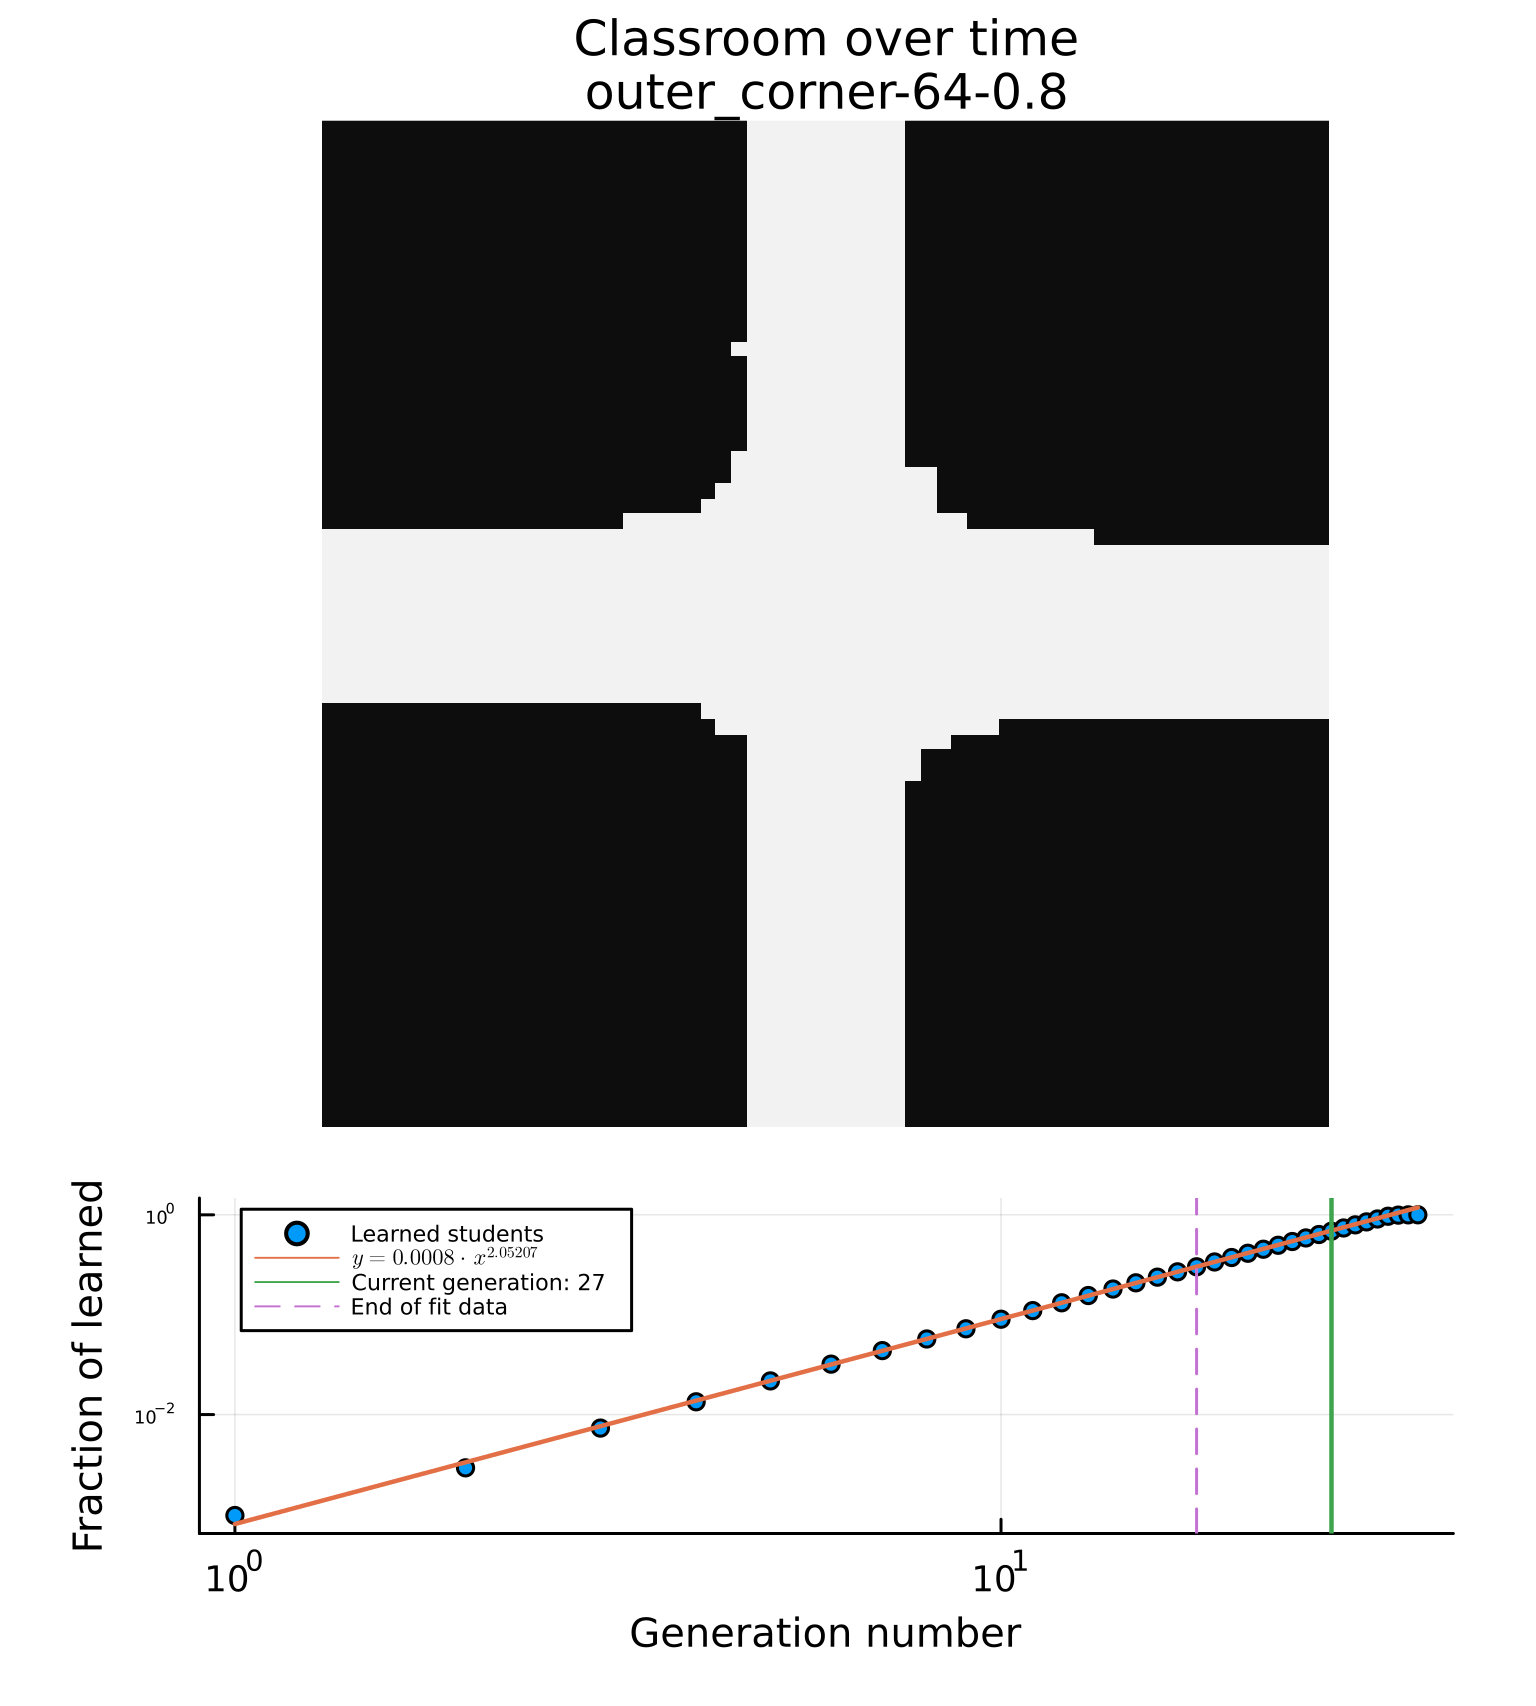 Classroom over time
outer_corner-64-0.8
Fraction of learned
10^0
10^-2
Learned students
y = 0.0008 · x^2.05207
Current generation: 27
End of fit data
10^0
10^1
Generation number